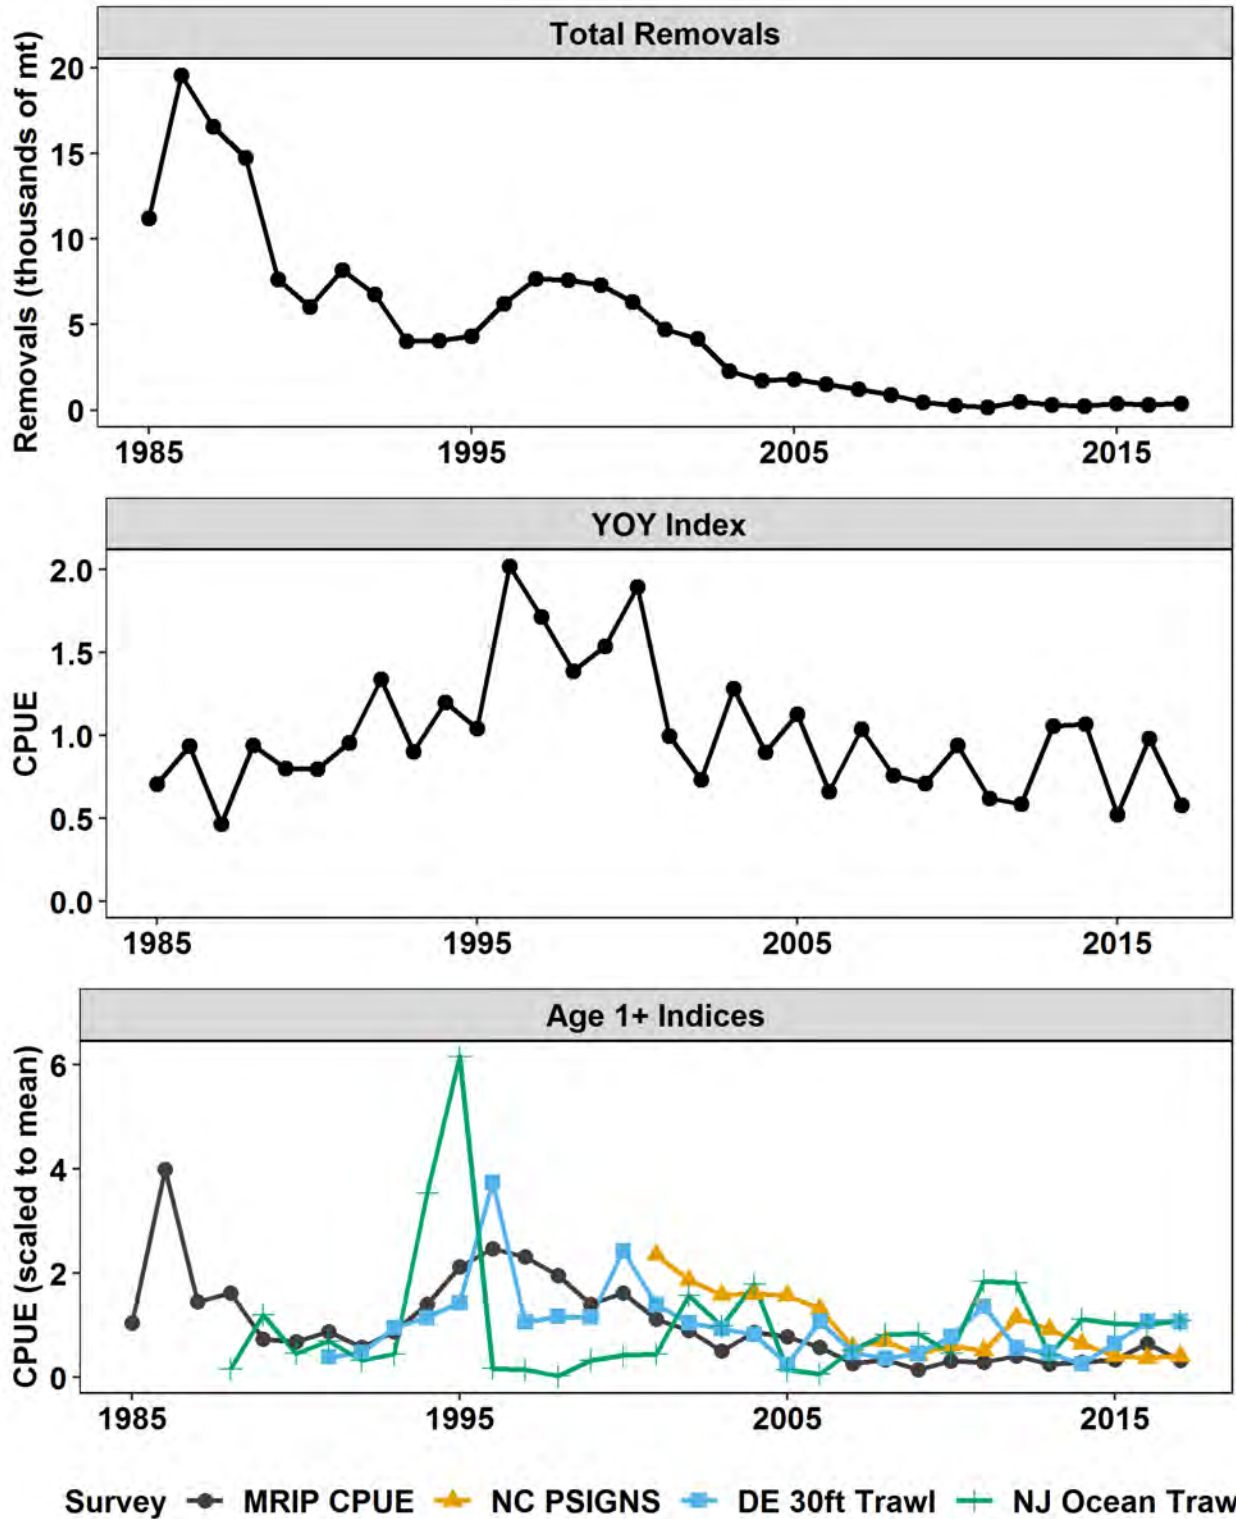 Total Removals
Removals (thousands of mt)
20
15
10
5
0
1985 1995 2005 2015
YOY Index
CPUE
2.0
1.5
1.0
0.5
0.0
1985 1995 2005 2015
Age 1+ Indices
CPUE (scaled to mean)
6
4
2
0
1985 1995 2005 2015
Survey MRIP CPUE NC PSIGNS DE 30ft Trawl NJ Ocean Traw